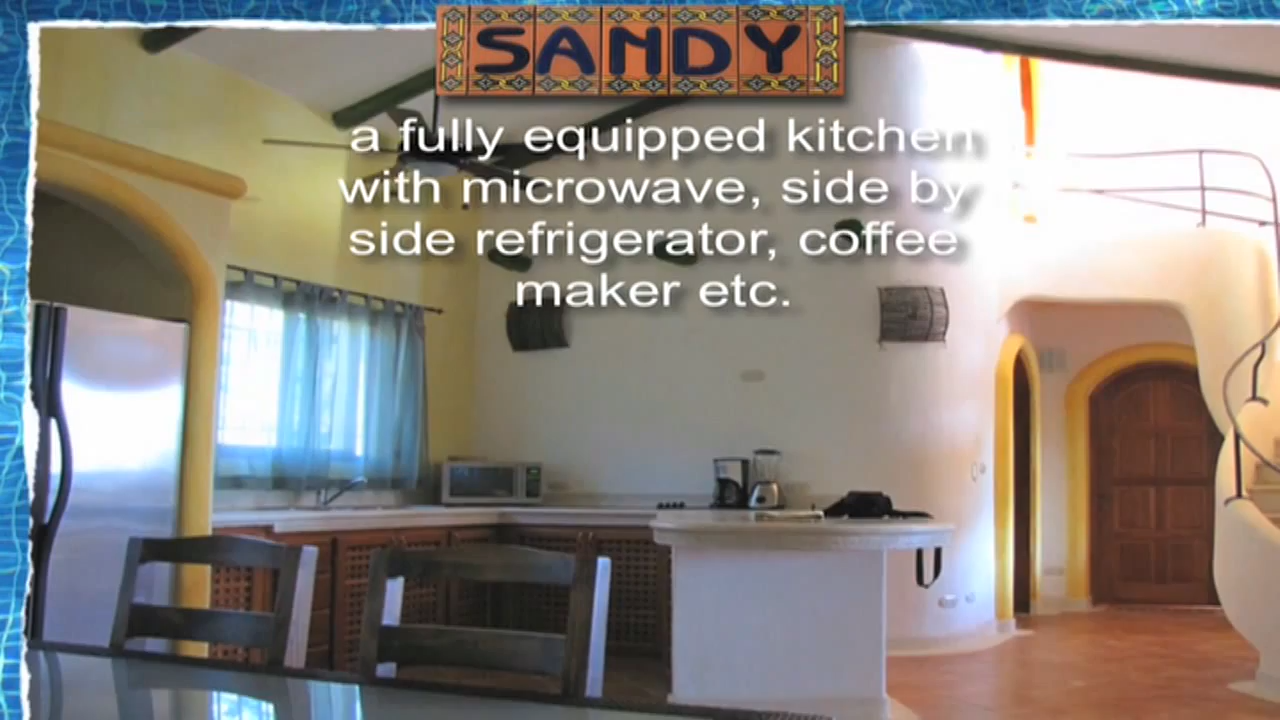 SANDY
a fully equipped kitchen
with microwave, side by
side refrigerator, coffee
maker etc.